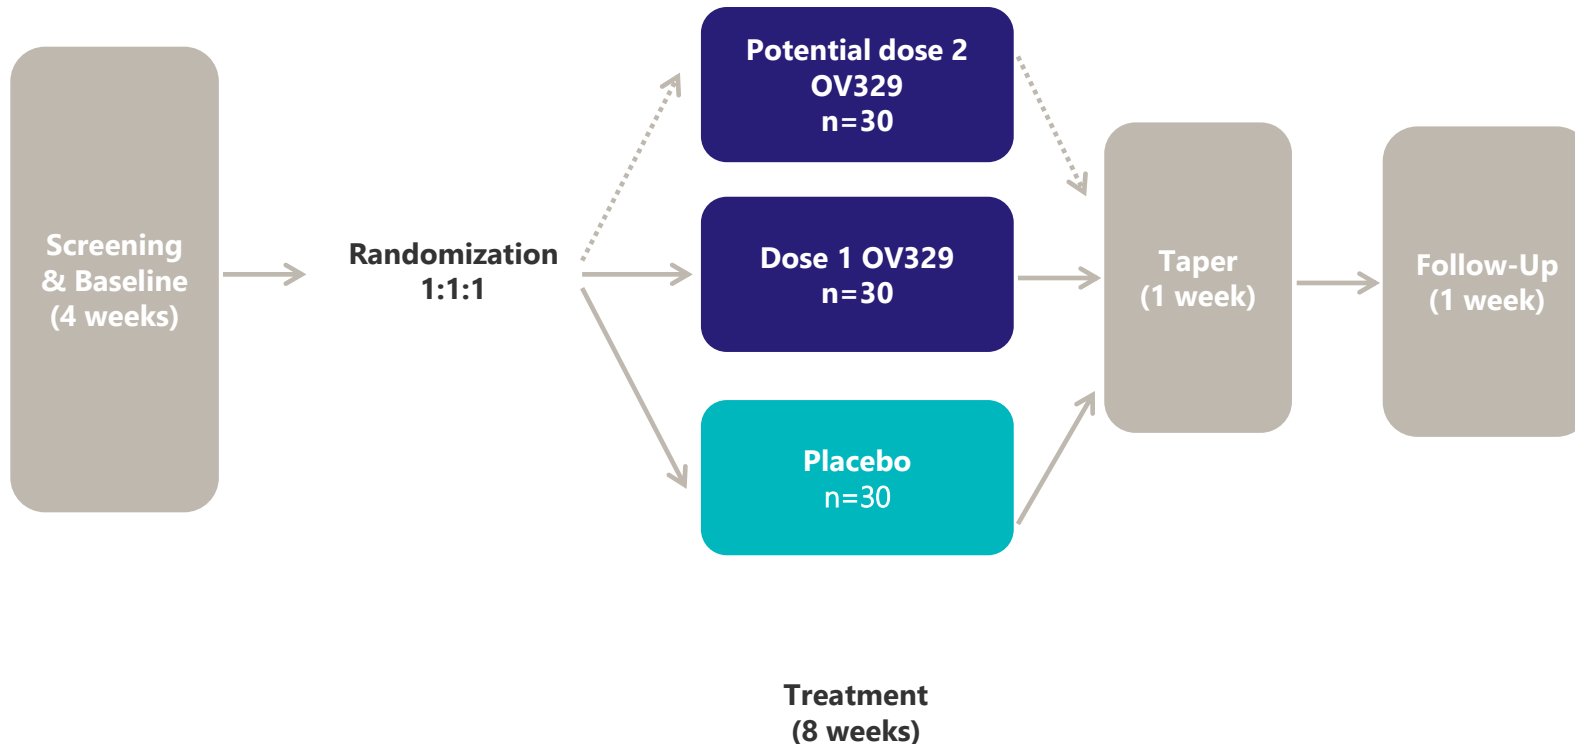 Screening
& Baseline
(4 weeks)
Randomization
1:1:1
Potential dose 2
OV329
n=30
Dose 1 OV329
n=30
Placebo
n=30
Taper
(1 week)
Follow-Up
(1 week)
Treatment
(8 weeks)